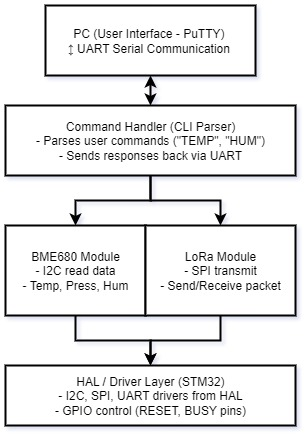 PC (User Interface - PuTTY)
↕ UART Serial Communication
Command Handler (CLI Parser)
- Parses user commands ("TEMP", "HUM")
- Sends responses back via UART
BME680 Module
- I2C read data
- Temp, Press, Hum
LoRa Module
- SPI transmit
- Send/Receive packet
HAL / Driver Layer (STM32)
- I2C, SPI, UART drivers from HAL
- GPIO control (RESET, BUSY pins)